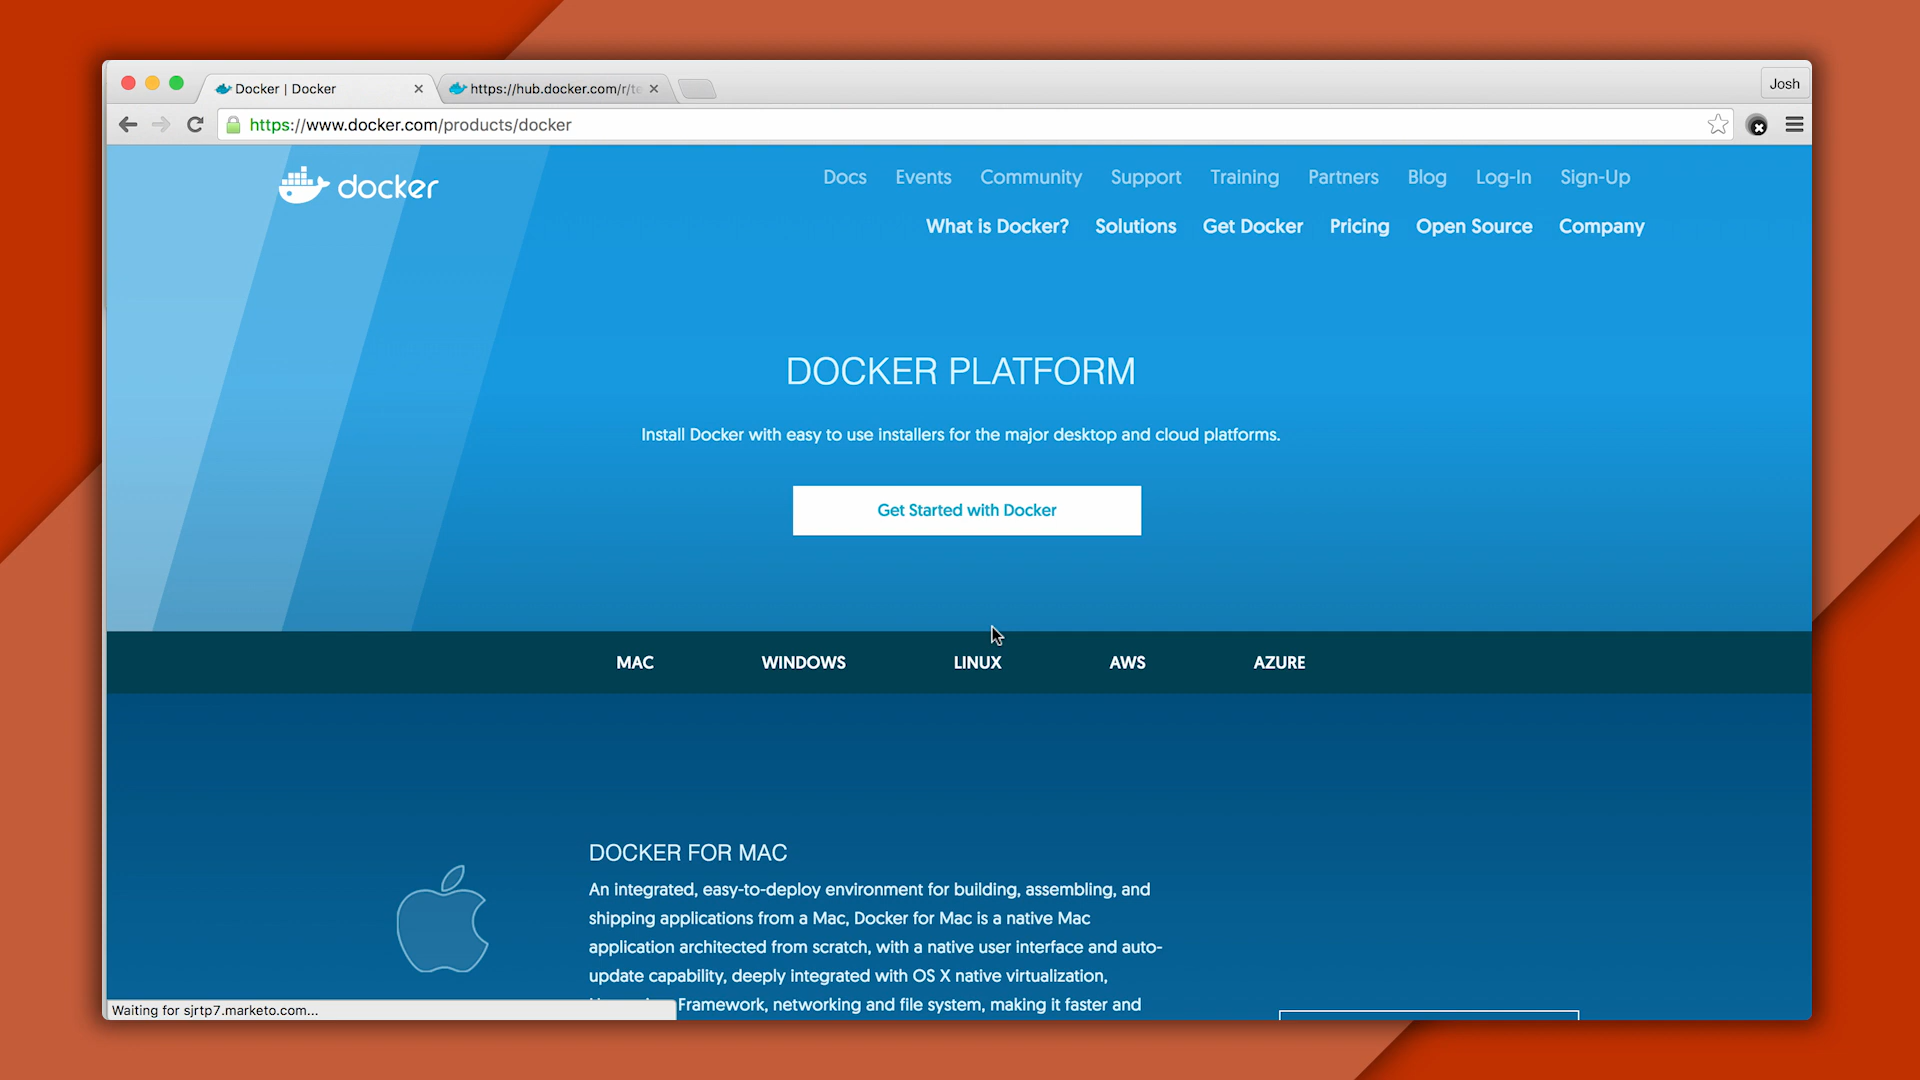 Docker | Docker
https://hub.docker.com/r/te
Josh
https://www.docker.com/products/docker
docker
Docs Events Community Support Training Partners Blog Log-In Sign-Up
What is Docker? Solutions Get Docker Pricing Open Source Company
DOCKER PLATFORM
Install Docker with easy to use installers for the major desktop and cloud platforms.
Get Started with Docker
MAC WINDOWS LINUX AWS AZURE
DOCKER FOR MAC
An integrated, easy-to-deploy environment for building, assembling, and
shipping applications from a Mac, Docker for Mac is a native Mac
application architected from scratch, with a native user interface and auto-
update capability, deeply integrated with OS X native virtualization,
Framework, networking and file system, making it faster and
Waiting for sjrtp7.marketo.com...